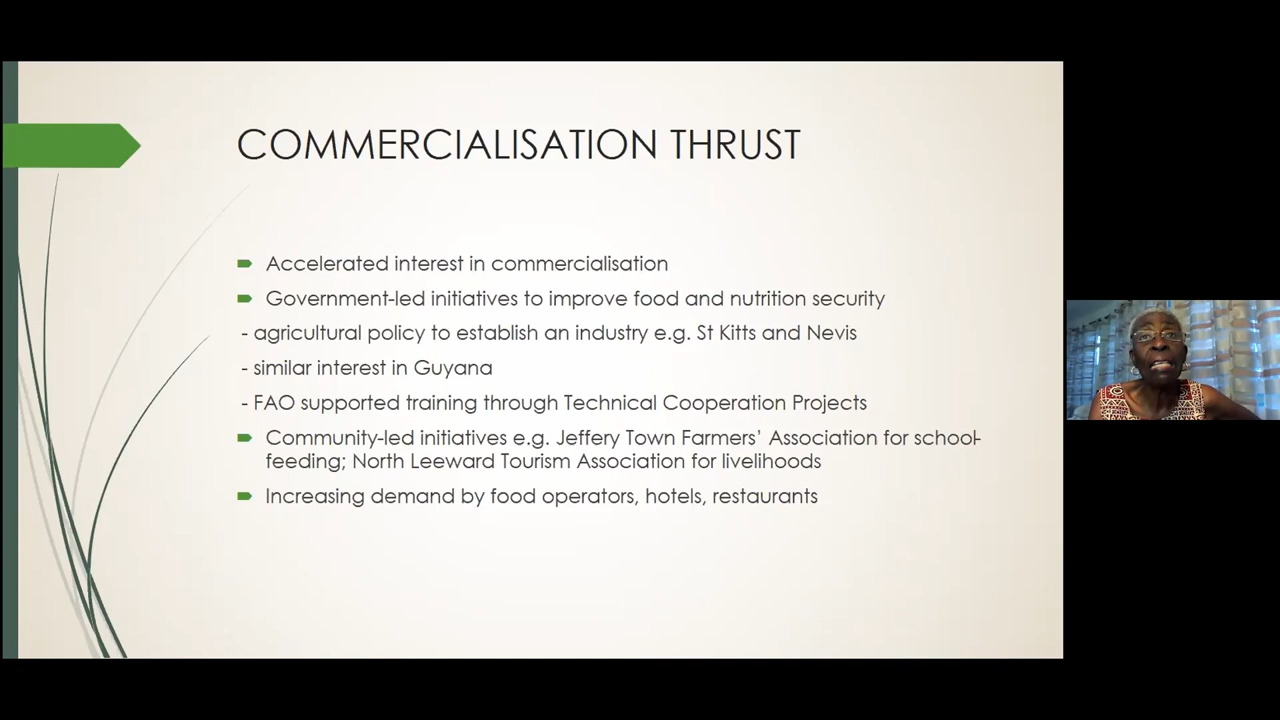 COMMERCIALISATION THRUST
Accelerated interest in commercialisation
Government-led initiatives to improve food and nutrition security
- agricultural policy to establish an industry e.g. St Kitts and Nevis
- similar interest in Guyana
- FAO supported training through Technical Cooperation Projects
Community-led initiatives e.g. Jeffery Town Farmers’ Association for school-
feeding; North Leeward Tourism Association for livelihoods
Increasing demand by food operators, hotels, restaurants